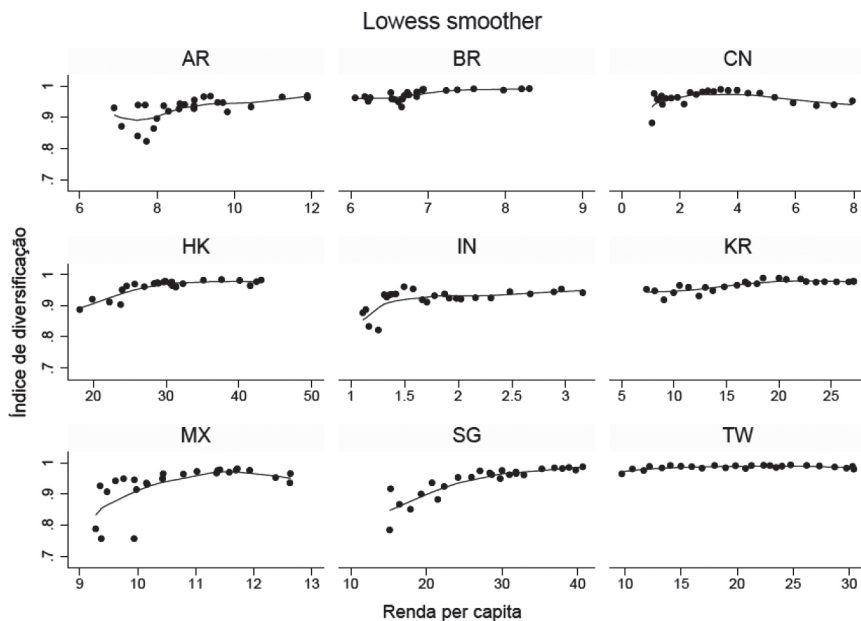 Lowess smoother
AR BR CN
1
.9
.8
.7
6 8 10 12 6 7 8 9 0 2 4 6 8
HK IN KR
1
.9
.8
.7
20 30 40 50 1 1.5 2 2.5 3 5 10 15 20 25
MX SG TW
1
.9
.8
.7
9 10 11 12 13 10 20 30 40 10 15 20 25 30
Índice de diversificação
Renda per capita